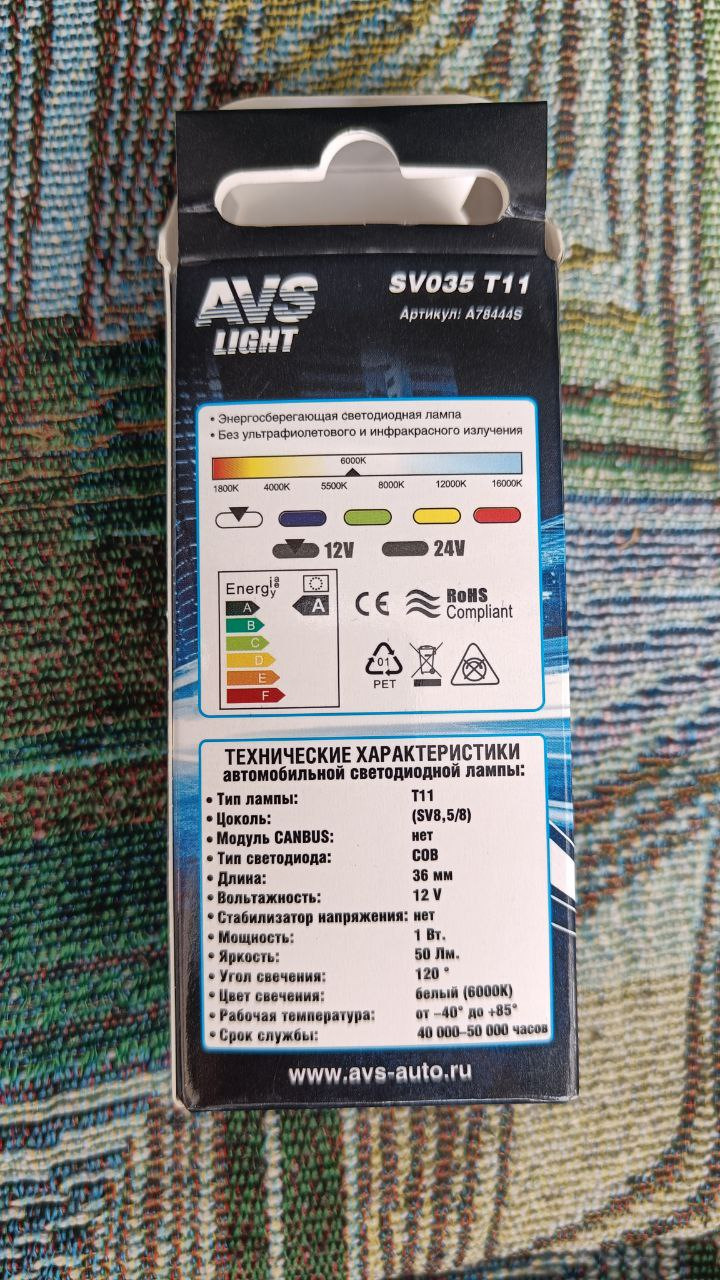 AVS
LIGHT
SV035 T11
Артикул: A78444S
• Энергосберегающая светодиодная лампа
• Без ультрафиолетового и инфракрасного излучения
6000K
1800K 4000K 5500K 8000K 12000K 16000K
12V 24V
Energ y ia ie
A A
B
C
D
E
F
CE RoHS Compliant
01
PET
ТЕХНИЧЕСКИЕ ХАРАКТЕРИСТИКИ
автомобильной светодиодной лампы:
• Тип лампы: T11
• Цоколь: (SV8,5/8)
• Модуль CANBUS: нет
• Тип светодиода: COB
• Длина: 36 мм
• Вольтажность: 12 V
• Стабилизатор напряжения: нет
• Мощность: 1 Вт.
• Яркость: 50 Лм.
• Угол свечения: 120 °
• Цвет свечения: белый (6000К)
• Рабочая температура: от –40° до +85°
• Срок службы: 40 000–50 000 часов
www.avs-auto.ru